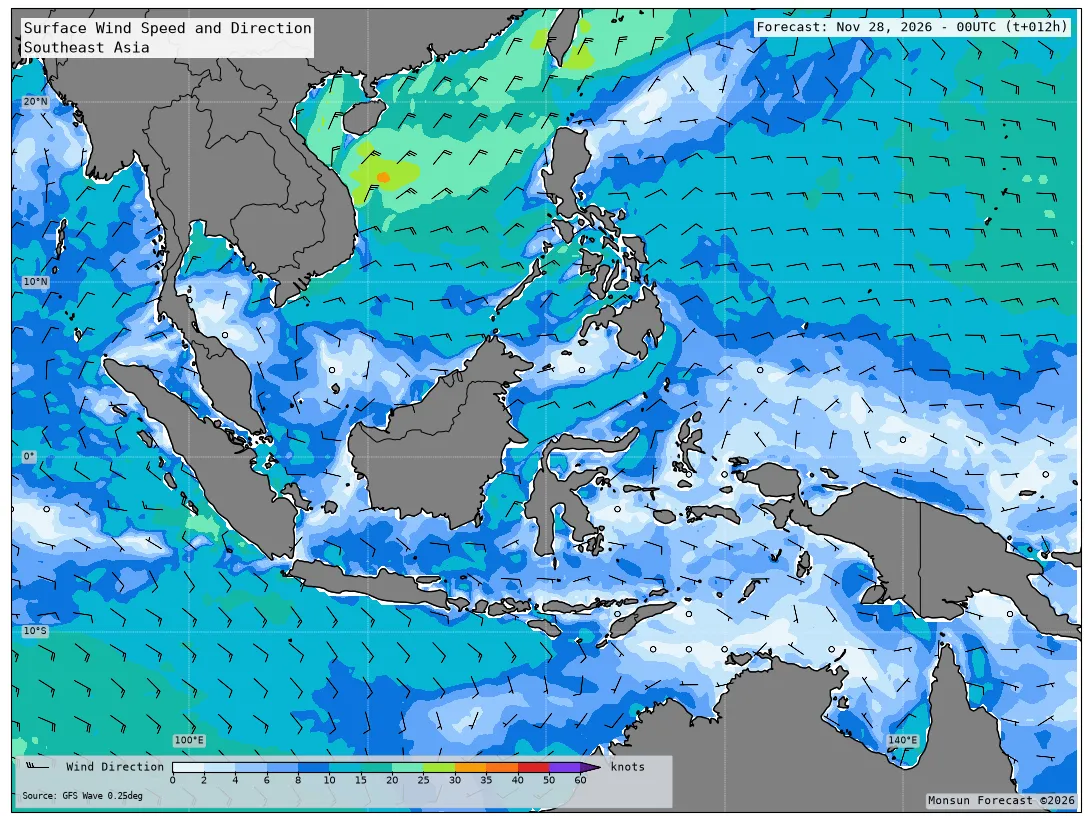 Surface Wind Speed and Direction
Southeast Asia
Forecast: Nov 28, 2026 - 00UTC (t+012h)
20°N
10°N
0°
10°S
100°E
140°E
Wind Direction
0 2 4 6 8 10 15 20 25 30 35 40 50 60
knots
Source: GFS Wave 0.25deg
Monsun Forecast ©2026